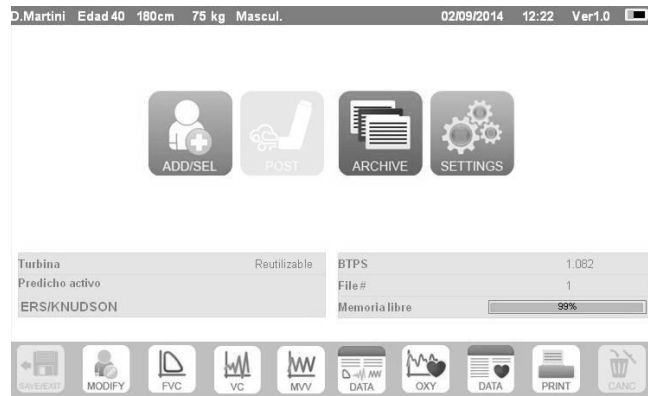 D.Martini Edad 40 180cm 75 kg Mascul. 02/09/2014 12:22 Ver1.0
ADD/SEL POST ARCHIVE SETTINGS
Turbina Reutilizable BTPS 1.082
Predicho activo File# 1
ERS/KNUDSON Memoria libre 99%
SAVE/EXIT MODIFY FVC VC MVV DATA OXY DATA PRINT CANC